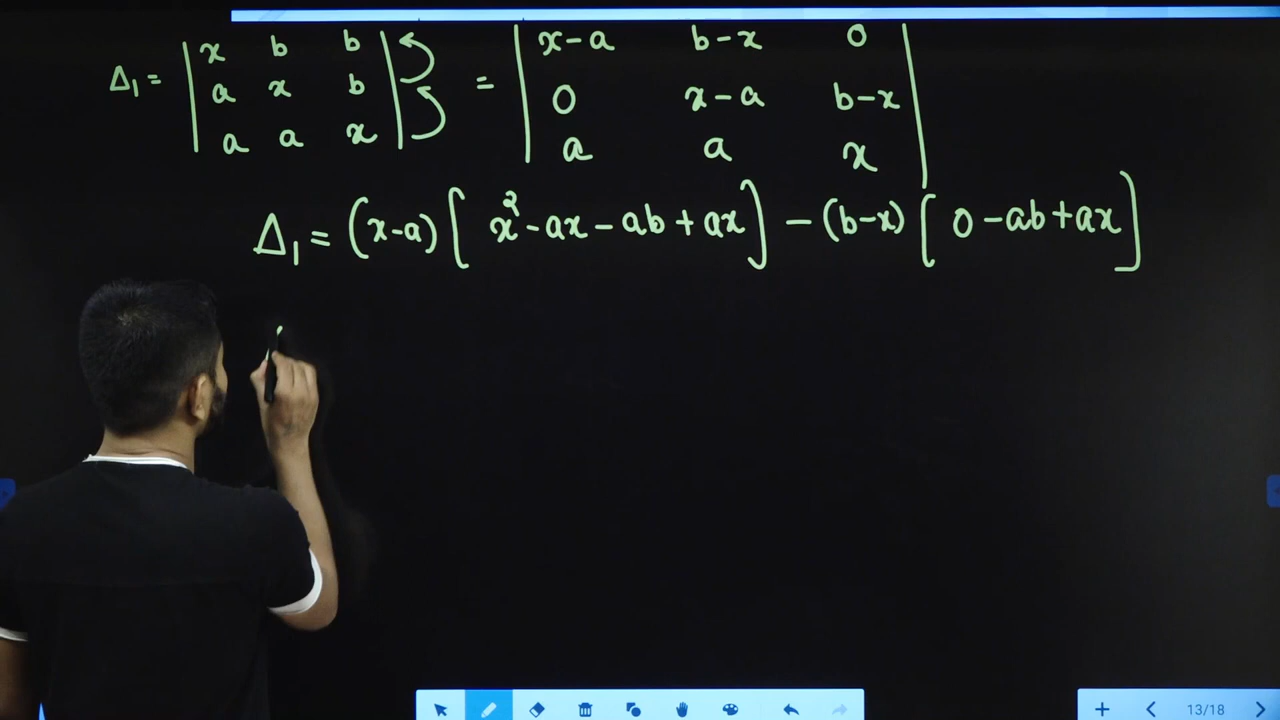 Δ₁ = | x b b | = | x-a b-x 0 |
| a x b | | 0 x-a b-x |
| a a x | | a a x |
Δ₁ = (x-a) [ x² - ax - ab + ax ] - (b-x) [ 0 - ab + ax ]
13/18